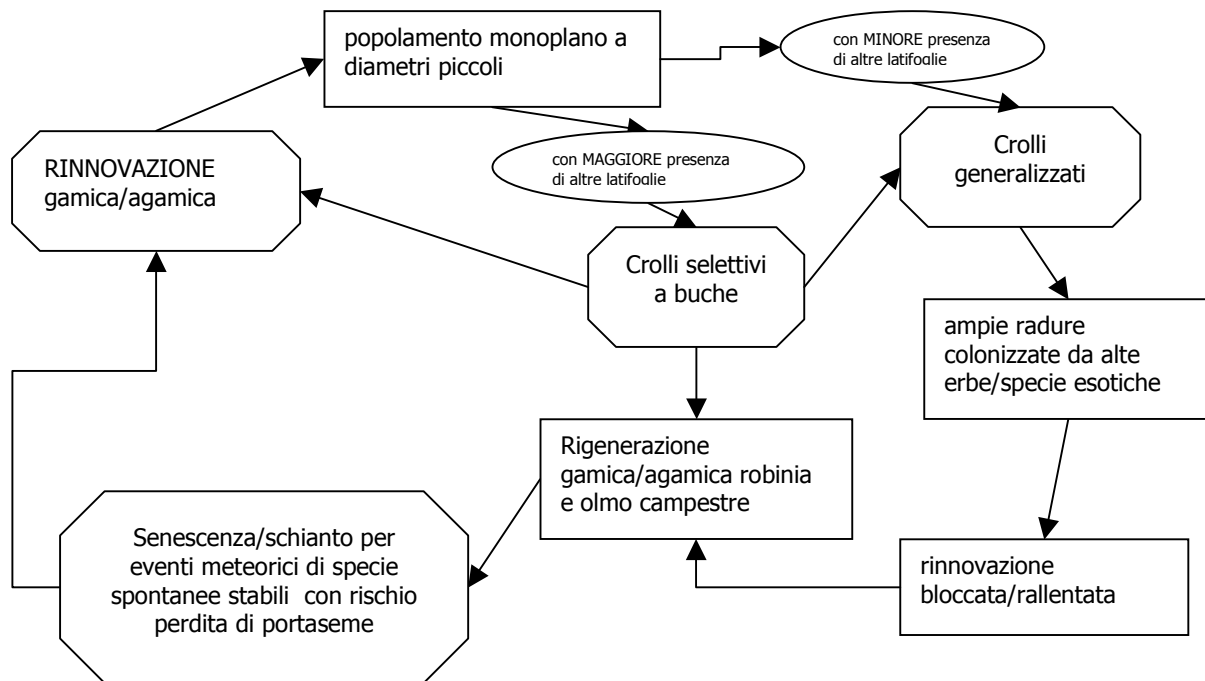 popolamento monoplano a
diametri piccoli
con MINORE presenza
di altre latifoglie
RINNOVAZIONE
gamica/agamica
con MAGGIORE presenza
di altre latifoglie
Crolli
generalizzati
Crolli selettivi
a buche
ampie radure
colonizzate da alte
erbe/specie esotiche
Rigenerazione
gamica/agamica robinia
e olmo campestre
Senescenza/schianto per
eventi meteorici di specie
spontanee stabili con rischio
perdita di portaseme
rinnovazione
bloccata/rallentata